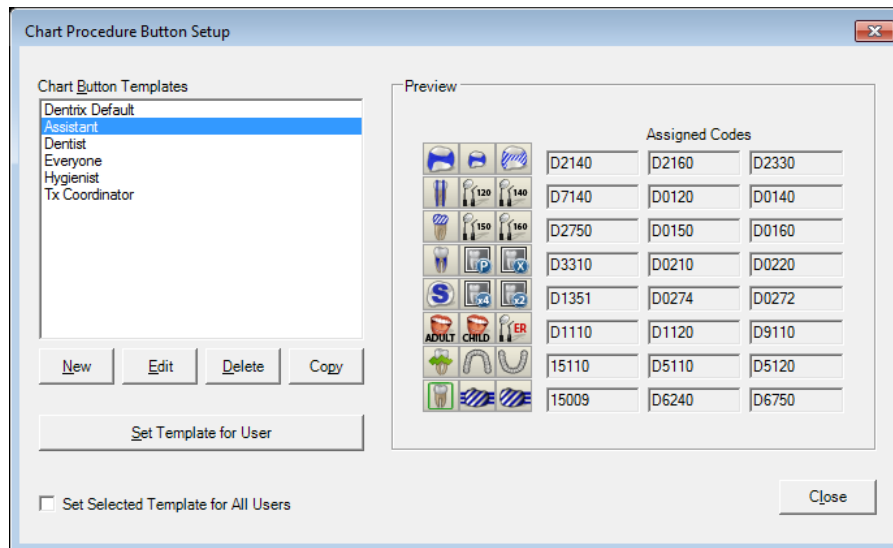 Chart Procedure Button Setup
Chart Button Templates
Dentrix Default
Assistant
Dentist
Everyone
Hygienist
Tx Coordinator
New Edit Delete Copy
Set Template for User
Set Selected Template for All Users
Preview
Assigned Codes
D2140 D2160 D2330
120 140 D7140 D0120 D0140
150 160 D2750 D0150 D0160
P X D3310 D0210 D0220
S x4 x2 D1351 D0274 D0272
ADULT CHILD ER D1110 D1120 D9110
15110 D5110 D5120
15009 D6240 D6750
Close